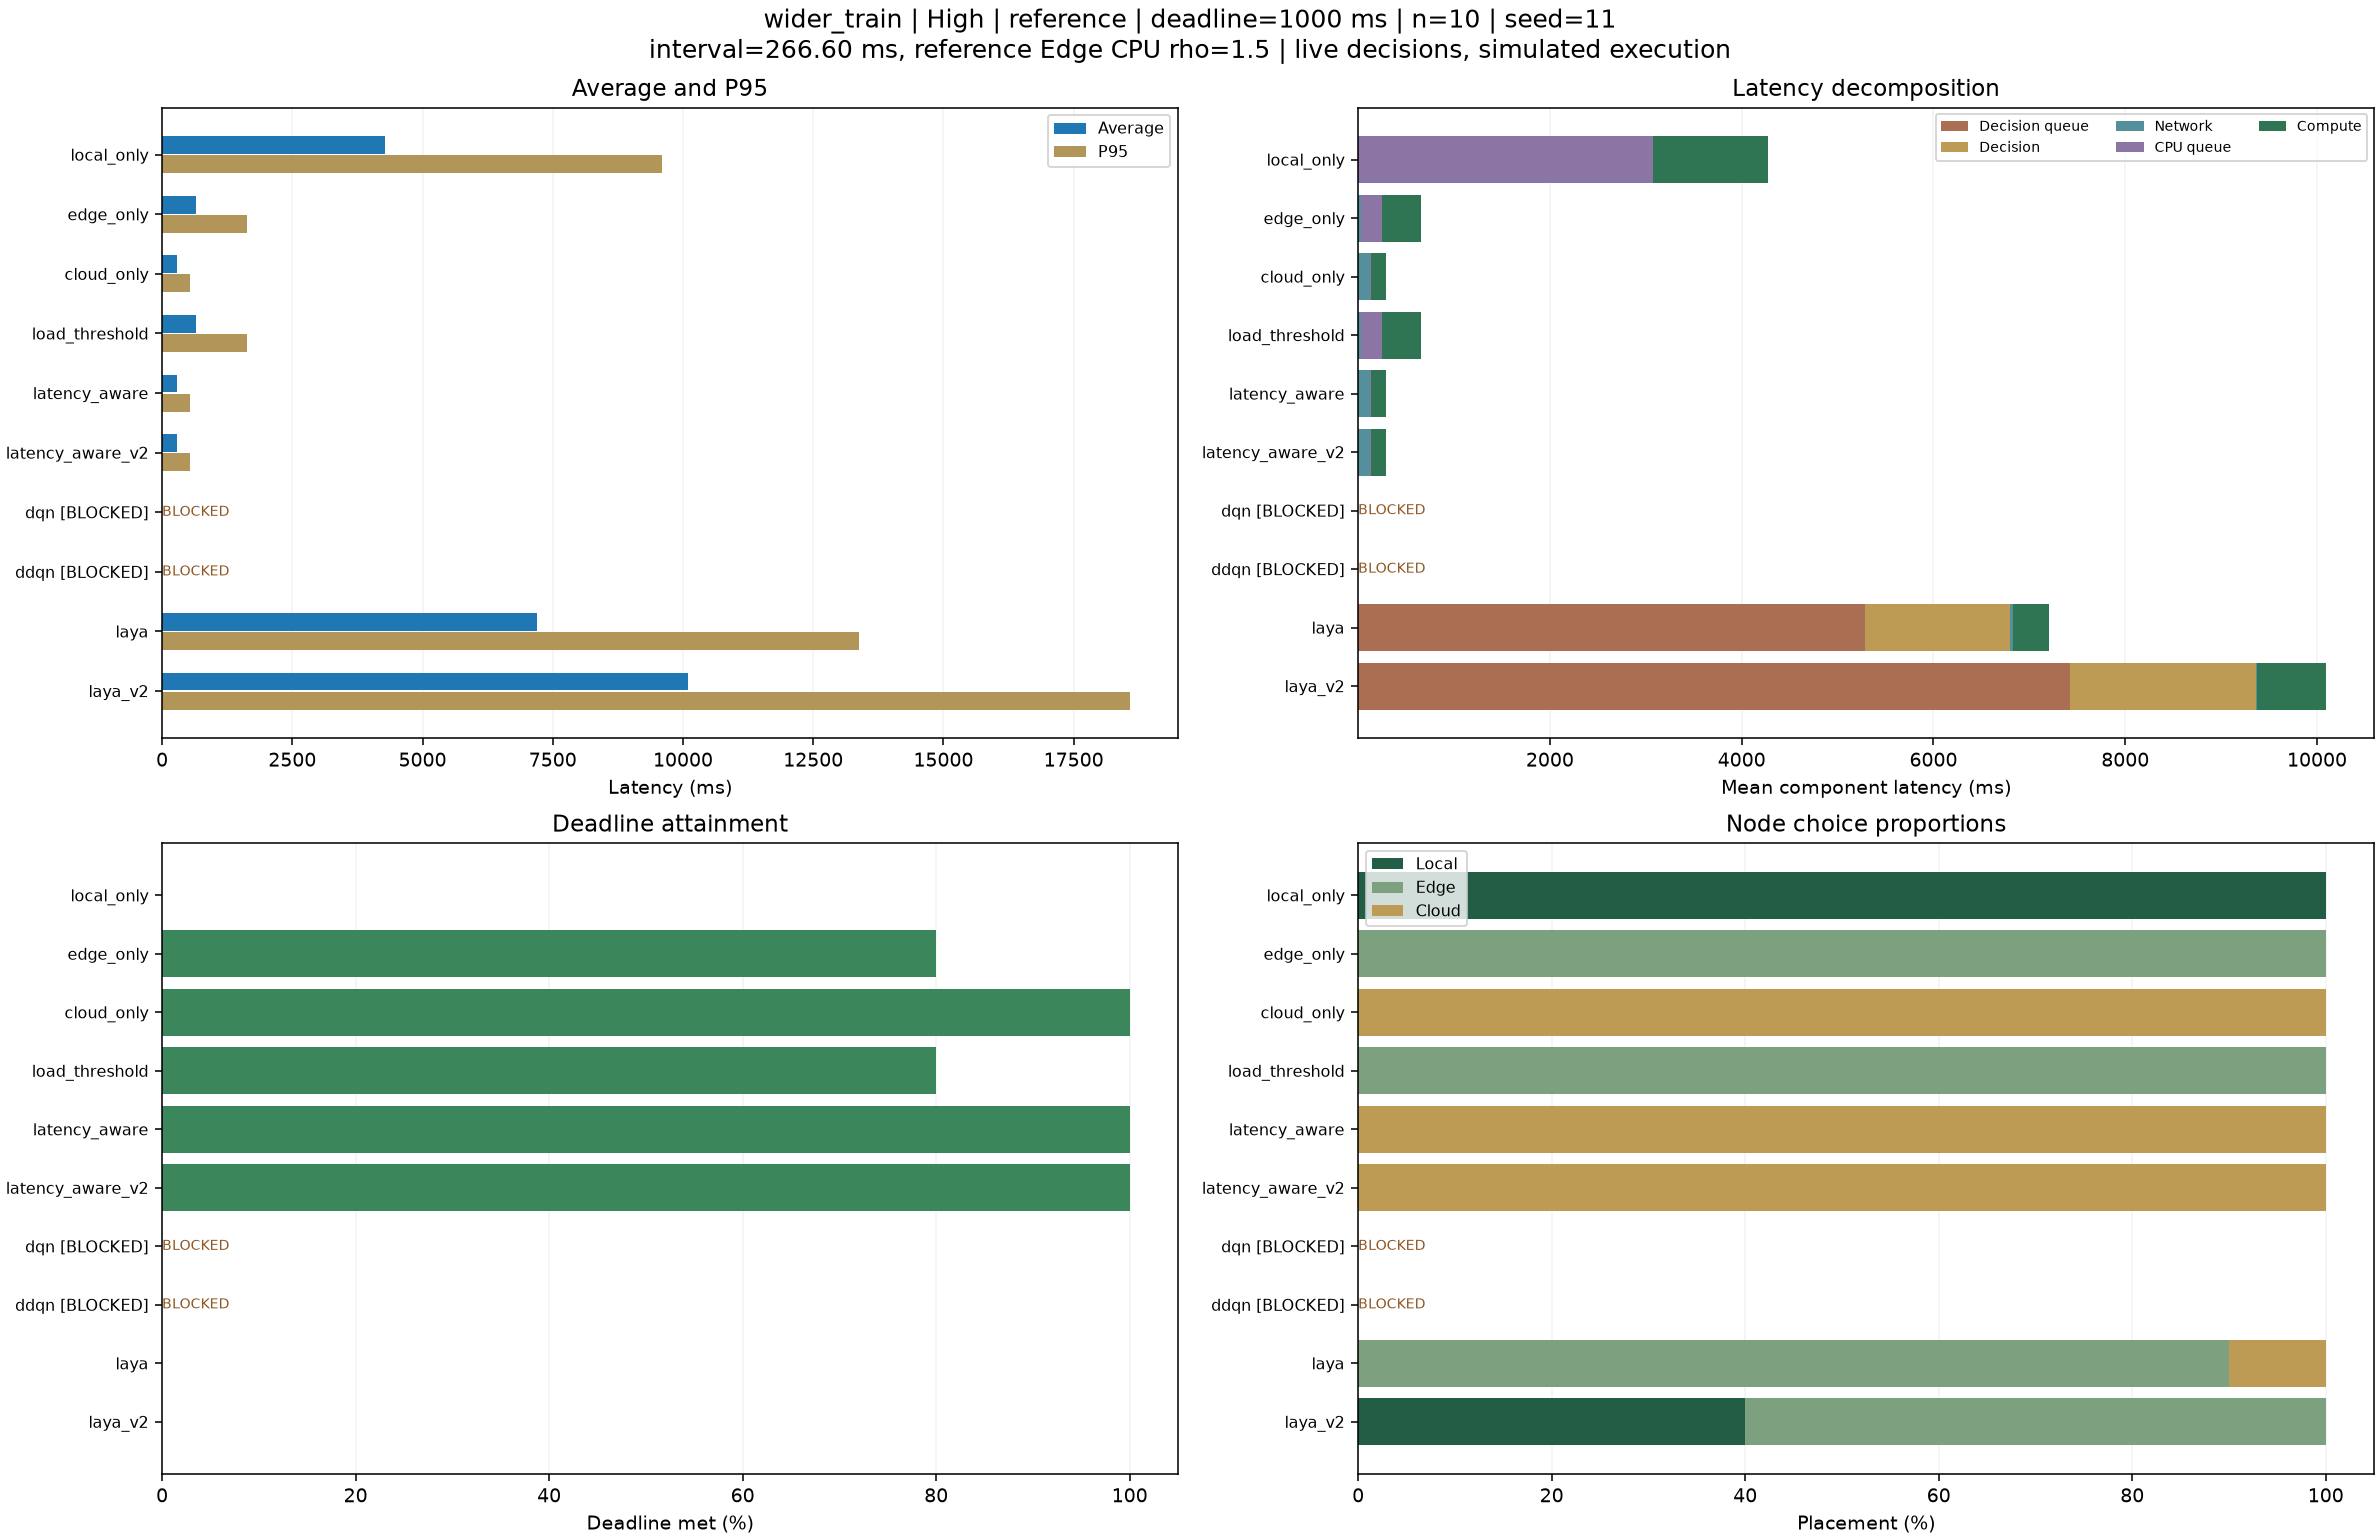 wider_train | High | reference | deadline=1000 ms | n=10 | seed=11
interval=266.60 ms, reference Edge CPU rho=1.5 | live decisions, simulated execution
Average and P95
Average
P95
local_only
edge_only
cloud_only
load_threshold
latency_aware
latency_aware_v2
dqn [BLOCKED]
BLOCKED
ddqn [BLOCKED]
BLOCKED
laya
laya_v2
0 2500 5000 7500 10000 12500 15000 17500
Latency (ms)
Latency decomposition
Decision queue Network Compute
Decision CPU queue
local_only
edge_only
cloud_only
load_threshold
latency_aware
latency_aware_v2
dqn [BLOCKED]
BLOCKED
ddqn [BLOCKED]
BLOCKED
laya
laya_v2
2000 4000 6000 8000 10000
Mean component latency (ms)
Deadline attainment
local_only
edge_only
cloud_only
load_threshold
latency_aware
latency_aware_v2
dqn [BLOCKED]
BLOCKED
ddqn [BLOCKED]
BLOCKED
laya
laya_v2
0 20 40 60 80 100
Deadline met (%)
Node choice proportions
Local
Edge
Cloud
local_only
edge_only
cloud_only
load_threshold
latency_aware
latency_aware_v2
dqn [BLOCKED]
BLOCKED
ddqn [BLOCKED]
BLOCKED
laya
laya_v2
0 20 40 60 80 100
Placement (%)